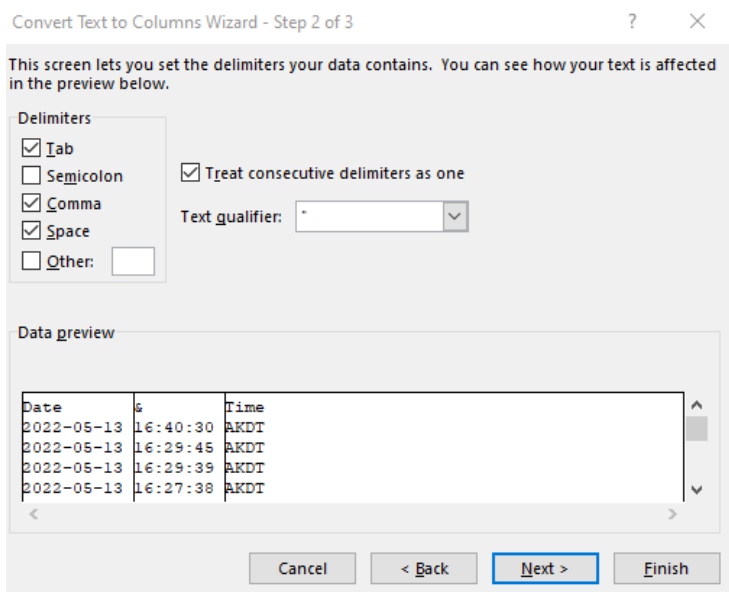 Convert Text to Columns Wizard - Step 2 of 3 ? ×
This screen lets you set the delimiters your data contains. You can see how your text is affected
in the preview below.
Delimiters
Tab
Semicolon
Comma
Space
Other:
Treat consecutive delimiters as one
Text qualifier: "
Data preview
Date & Time
2022-05-13 16:40:30 AKDT
2022-05-13 16:29:45 AKDT
2022-05-13 16:29:39 AKDT
2022-05-13 16:27:38 AKDT
Cancel < Back Next > Finish